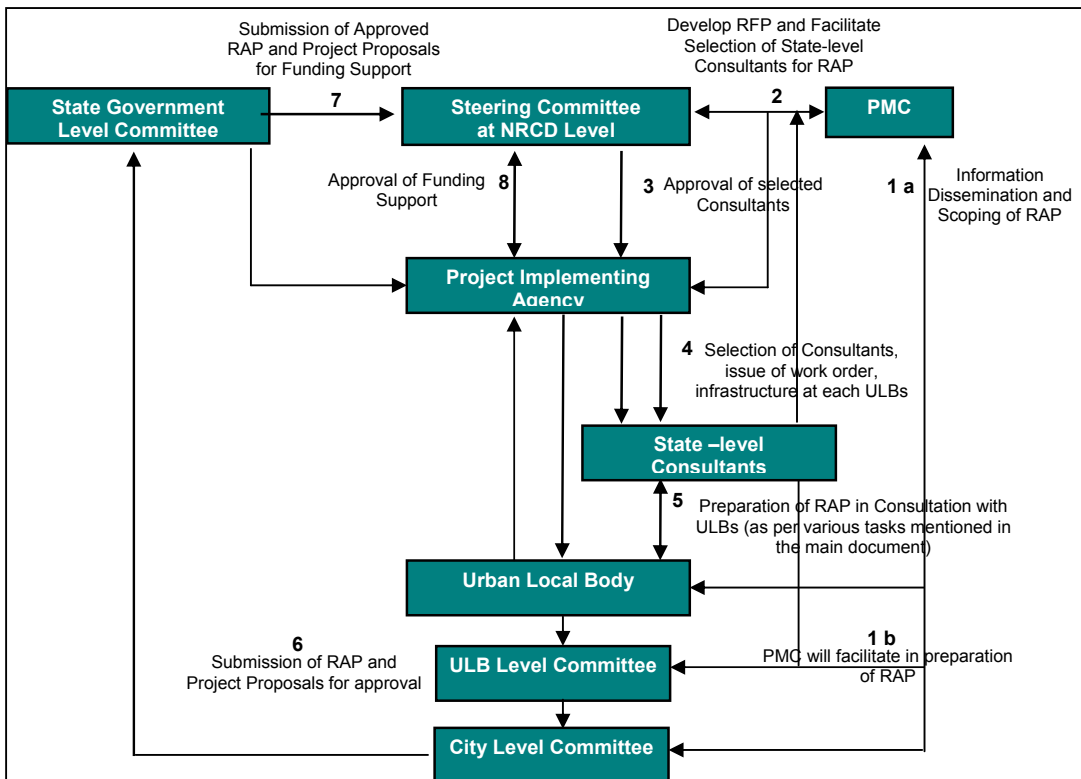 Submission of Approved
RAP and Project Proposals
for Funding Support
7
Develop RFP and Facilitate
Selection of State-level
Consultants for RAP
2
State Government
Level Committee
Steering Committee
at NRCD Level
PMC
Approval of Funding
Support
8
3 Approval of selected
Consultants
1 a
Information
Dissemination and
Scoping of RAP
Project Implementing
Agency
4 Selection of Consultants,
issue of work order,
infrastructure at each ULBs
State –level
Consultants
5 Preparation of RAP in Consultation with
ULBs (as per various tasks mentioned in
the main document)
Urban Local Body
6
Submission of RAP and
Project Proposals for approval
ULB Level Committee
1 b
PMC will facilitate in preparation
of RAP
City Level Committee